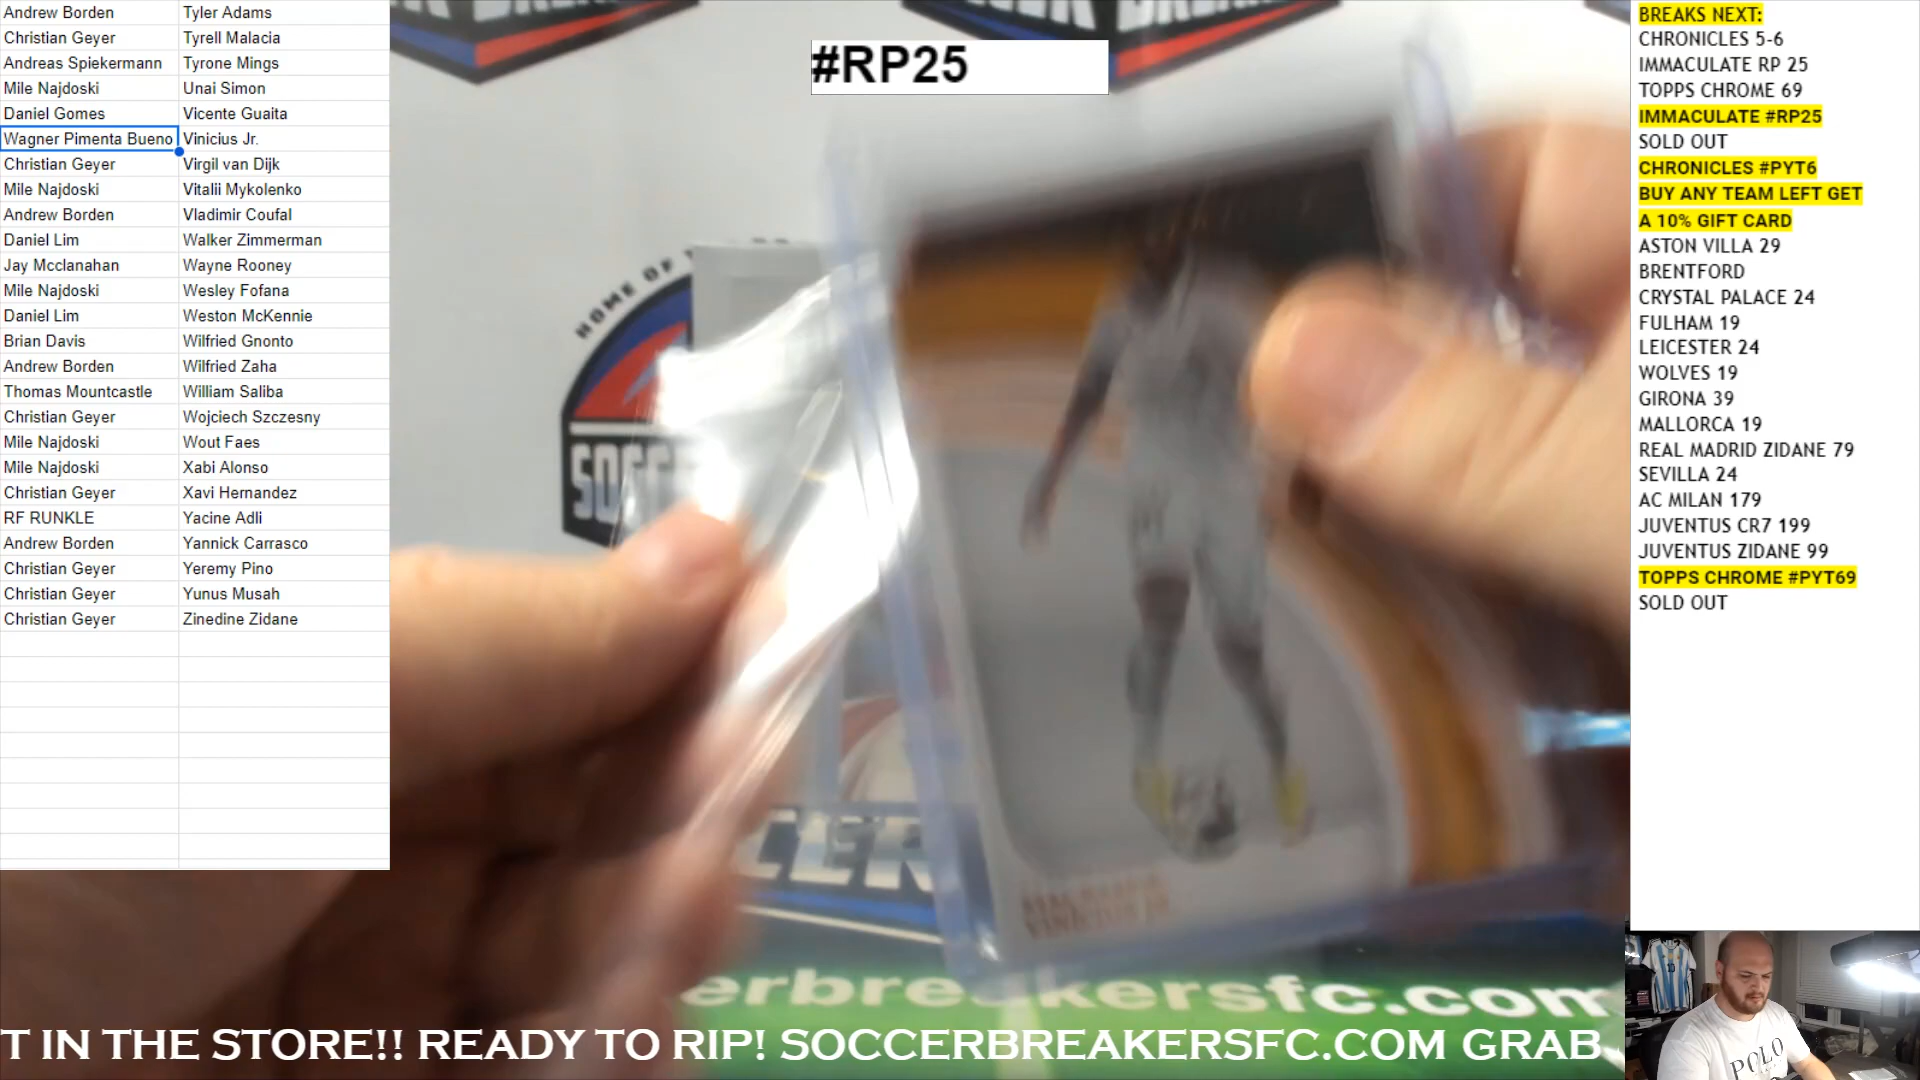 Andrew Borden Tyler Adams
Christian Geyer Tyrell Malacia
Andreas Spiekermann Tyrone Mings
Mile Najdoski Unai Simon
Daniel Gomes Vicente Guaita
Wagner Pimenta Bueno Vinicius Jr.
Christian Geyer Virgil van Dijk
Mile Najdoski Vitalii Mykolenko
Andrew Borden Vladimir Coufal
Daniel Lim Walker Zimmerman
Jay Mcclanahan Wayne Rooney
Mile Najdoski Wesley Fofana
Daniel Lim Weston McKennie
Brian Davis Wilfried Gnonto
Andrew Borden Wilfried Zaha
Thomas Mountcastle William Saliba
Christian Geyer Wojciech Szczesny
Mile Najdoski Wout Faes
Mile Najdoski Xabi Alonso
Christian Geyer Xavi Hernandez
RF RUNKLE Yacine Adli
Andrew Borden Yannick Carrasco
Christian Geyer Yeremy Pino
Christian Geyer Yunus Musah
Christian Geyer Zinedine Zidane
#RP25
HOME OF
SOCCE
VINICIUS JR.
CER
erbreakersfc.com
T IN THE STORE!! READY TO RIP! SOCCERBREAKERSFC.COM GRAB
BREAKS NEXT:
CHRONICLES 5-6
IMMACULATE RP 25
TOPPS CHROME 69
IMMACULATE #RP25
SOLD OUT
CHRONICLES #PYT6
BUY ANY TEAM LEFT GET
A 10% GIFT CARD
ASTON VILLA 29
BRENTFORD
CRYSTAL PALACE 24
FULHAM 19
LEICESTER 24
WOLVES 19
GIRONA 39
MALLORCA 19
REAL MADRID ZIDANE 79
SEVILLA 24
AC MILAN 179
JUVENTUS CR7 199
JUVENTUS ZIDANE 99
TOPPS CHROME #PYT69
SOLD OUT
POLO